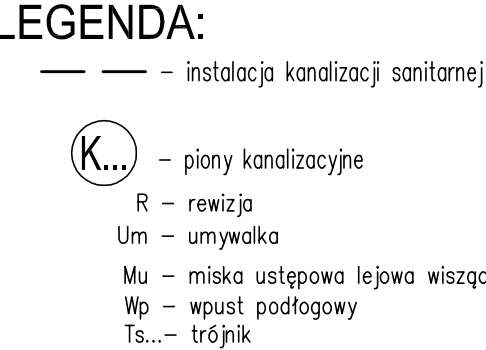 LEGENDA:
— — – instalacja kanalizacji sanitarnej
K... – piony kanalizacyjne
R – rewizja
Um – umywalka
Mu – miska ustępowa lejowa wisząc
Wp – wpust podłogowy
Ts...– trójnik